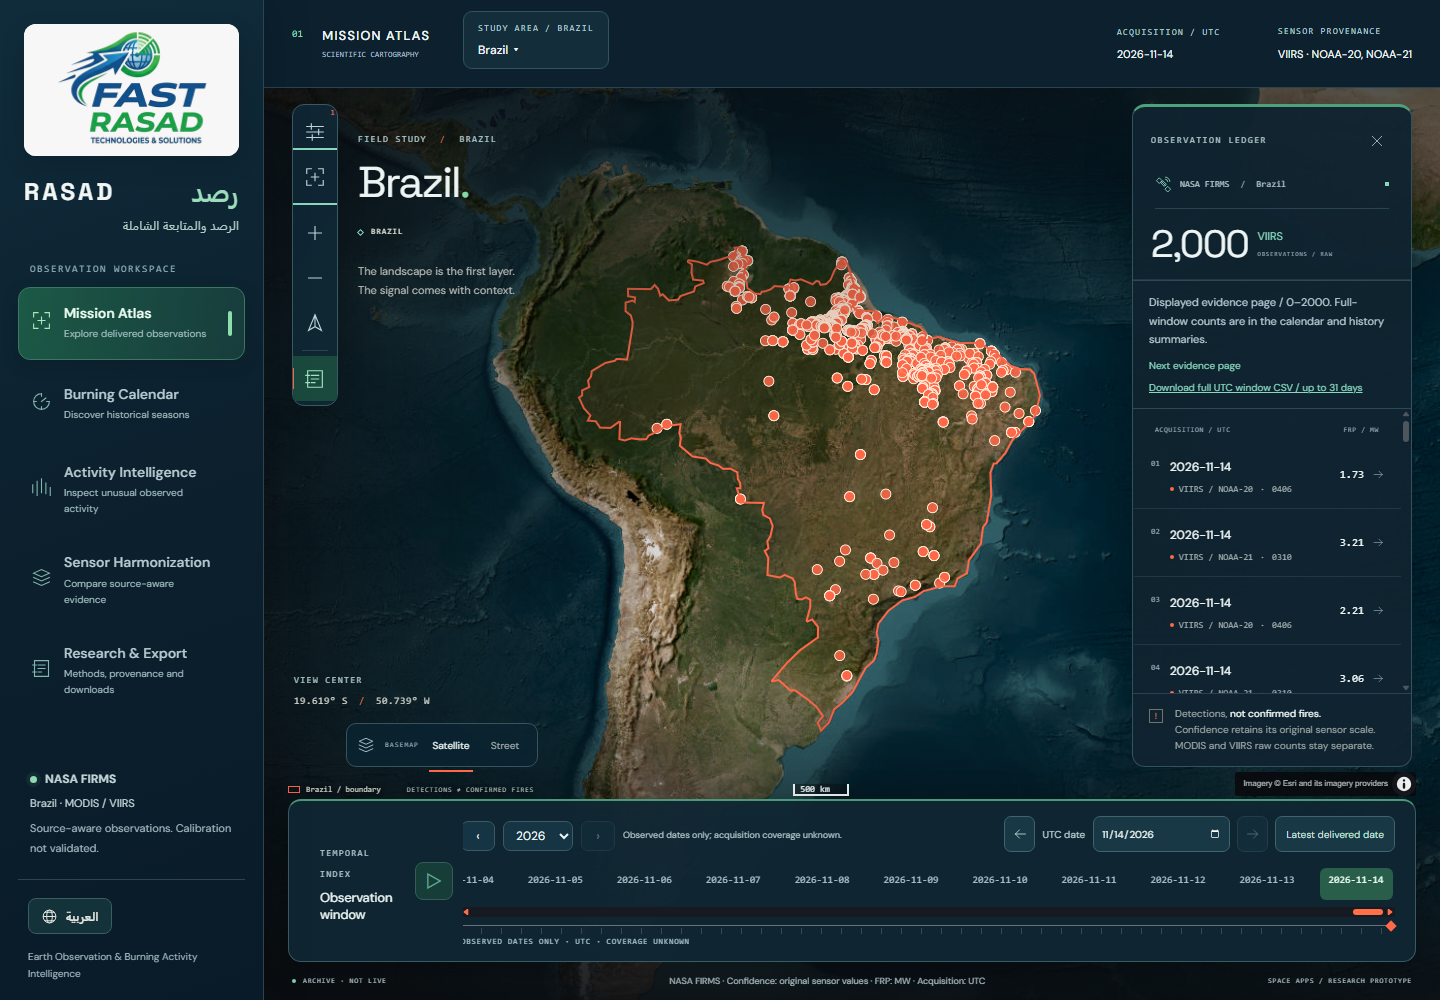 FAST
RASAD
TECHNOLOGIES & SOLUTIONS
RASAD
رصد
الرصد والمتابعة الشاملة
OBSERVATION WORKSPACE
Mission Atlas
Explore delivered observations
Burning Calendar
Discover historical seasons
Activity Intelligence
Inspect unusual observed
activity
Sensor Harmonization
Compare source-aware
evidence
Research & Export
Methods, provenance and
downloads
NASA FIRMS
Brazil · MODIS / VIIRS
Source-aware observations. Calibration
not validated.
العربية
Earth Observation & Burning Activity
Intelligence
01
MISSION ATLAS
SCIENTIFIC CARTOGRAPHY
STUDY AREA / BRAZIL
Brazil
ACQUISITION / UTC
2026-11-14
SENSOR PROVENANCE
VIIRS · NOAA-20, NOAA-21
1
FIELD STUDY / BRAZIL
Brazil.
BRAZIL
The landscape is the first layer.
The signal comes with context.
VIEW CENTER
19.619° S / 50.739° W
BASEMAP
Satellite
Street
Brazil / boundary
DETECTIONS ≠ CONFIRMED FIRES
500 km
Imagery © Esri and its imagery providers
OBSERVATION LEDGER
NASA FIRMS / Brazil
2,000
VIIRS
OBSERVATIONS / RAW
Displayed evidence page / 0–2000. Full-
window counts are in the calendar and history
summaries.
Next evidence page
Download full UTC window CSV / up to 31 days
ACQUISITION / UTC
FRP / MW
01 2026-11-14 1.73 →
VIIRS / NOAA-20 · 0406
02 2026-11-14 3.21 →
VIIRS / NOAA-21 · 0310
03 2026-11-14 2.21 →
VIIRS / NOAA-20 · 0406
04 2026-11-14 3.06 →
VIIRS / NOAA-21 · 0310
Detections, not confirmed fires.
Confidence retains its original sensor scale.
MODIS and VIIRS raw counts stay separate.
TEMPORAL
INDEX
Observation
window
‹
2026
›
Observed dates only; acquisition coverage unknown.
←
UTC date
11/14/2026
→
Latest delivered date
-11-04 2026-11-05 2026-11-06 2026-11-07 2026-11-08 2026-11-09 2026-11-10 2026-11-11 2026-11-12 2026-11-13 2026-11-14
OBSERVED DATES ONLY · UTC · COVERAGE UNKNOWN
ARCHIVE · NOT LIVE
NASA FIRMS · Confidence: original sensor values · FRP: MW · Acquisition: UTC
SPACE APPS / RESEARCH PROTOTYPE